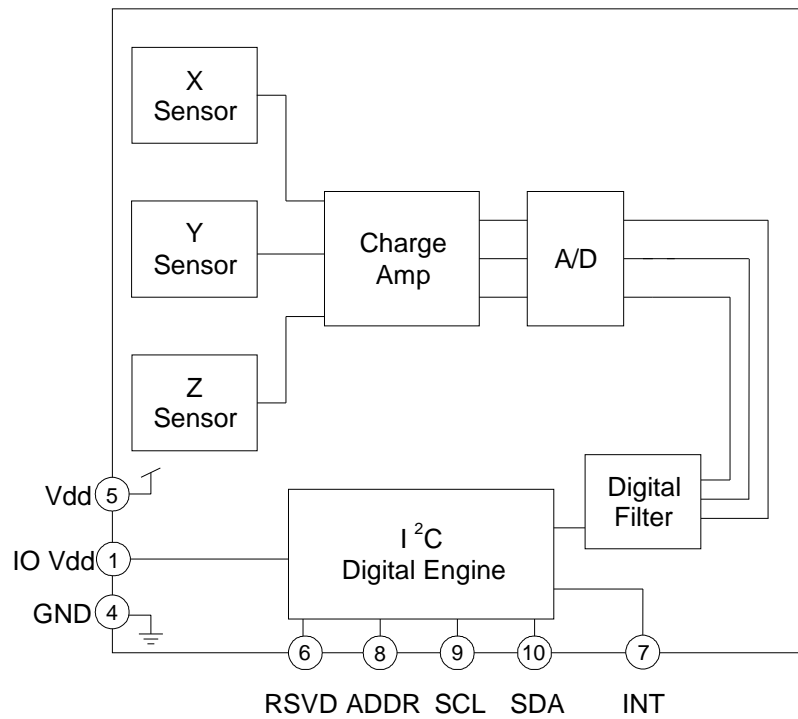 X
Sensor
Y
Sensor
Charge
Amp
A/D
Z
Sensor
Vdd 5
Digital
Filter
I 2C
Digital Engine
IO Vdd 1
GND 4
6 8 9 10 7
RSVD ADDR SCL SDA INT